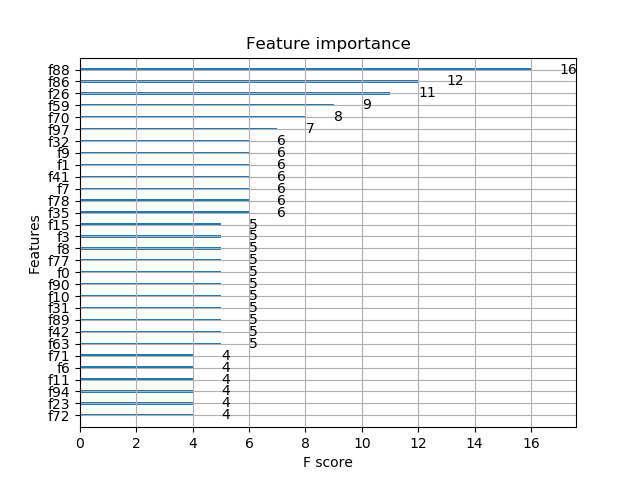 Feature importance
Features
f88 16
f86 12
f26 11
f59 9
f70 8
f97 7
f32 6
f9 6
f1 6
f41 6
f7 6
f78 6
f35 6
f15 5
f3 5
f8 5
f77 5
f0 5
f90 5
f10 5
f31 5
f89 5
f42 5
f63 5
f71 4
f6 4
f11 4
f94 4
f23 4
f72 4
0 2 4 6 8 10 12 14 16
F score